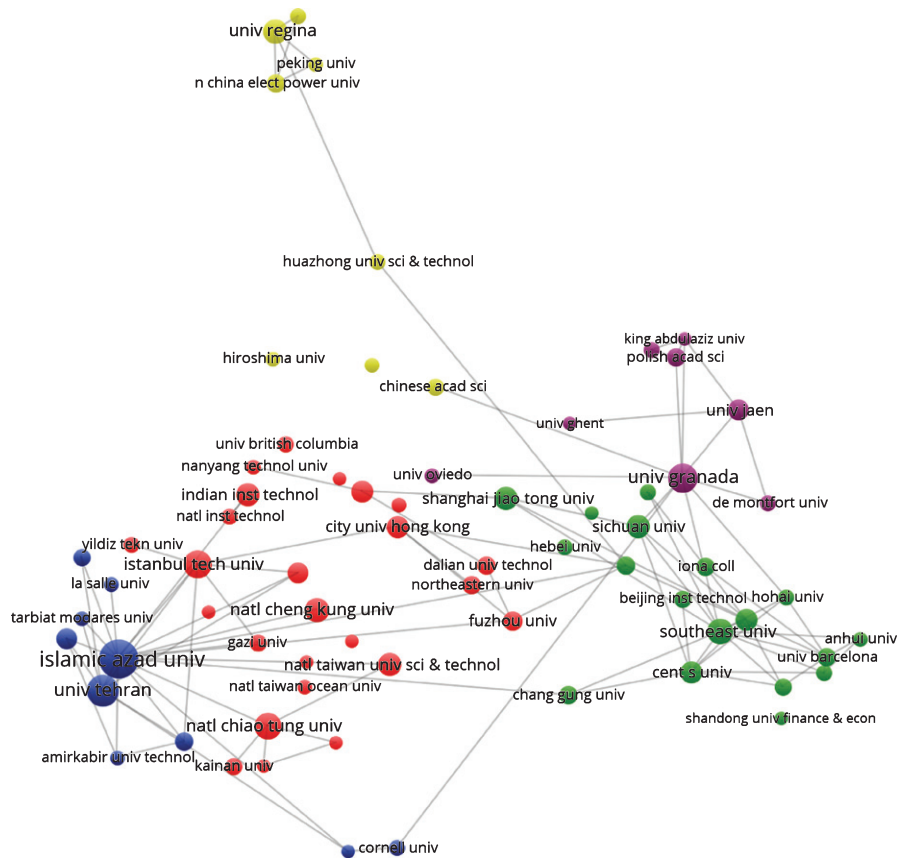 univ regina
peking univ
n china elect power univ
huazhong univ sci & technol
king abdulaziz univ
polish acad sci
hiroshima univ
chinese acad sci
univ jaen
univ ghent
univ british columbia
nanyang technol univ
univ oviedo
univ granada
indian inst technol
shanghai jiao tong univ
de montfort univ
natl inst technol
city univ hong kong
sichuan univ
yildiz tekn univ
hebei univ
istanbul tech univ
dalian univ technol
iona coll
la salle univ
northeastern univ
beijing inst technol
hohai univ
natl cheng kung univ
tarbiat modares univ
fuzhou univ
southeast univ
gazi univ
anhui univ
islamic azad univ
univ barcelona
natl taiwan univ sci & technol
cent s univ
univ tehran
natl taiwan ocean univ
chang gung univ
shandong univ finance & econ
natl chiao tung univ
amirkabir univ technol
kainan univ
cornell univ